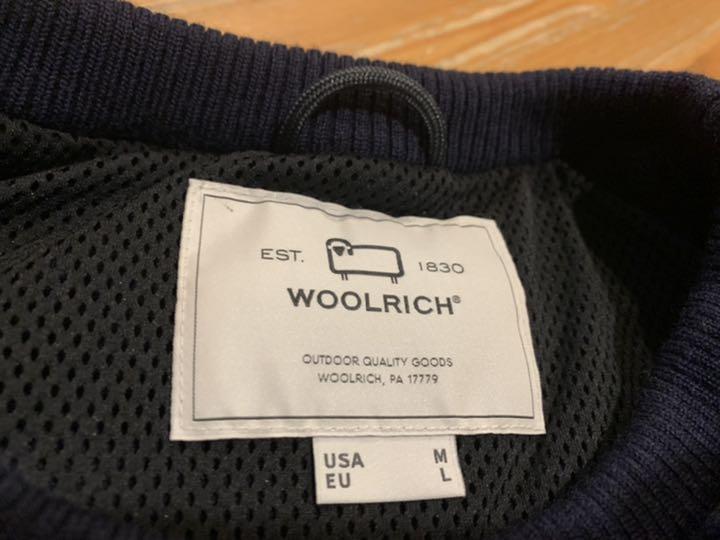 EST. 1830
WOOLRICH®
OUTDOOR QUALITY GOODS
WOOLRICH, PA 17779
USA M
EU L